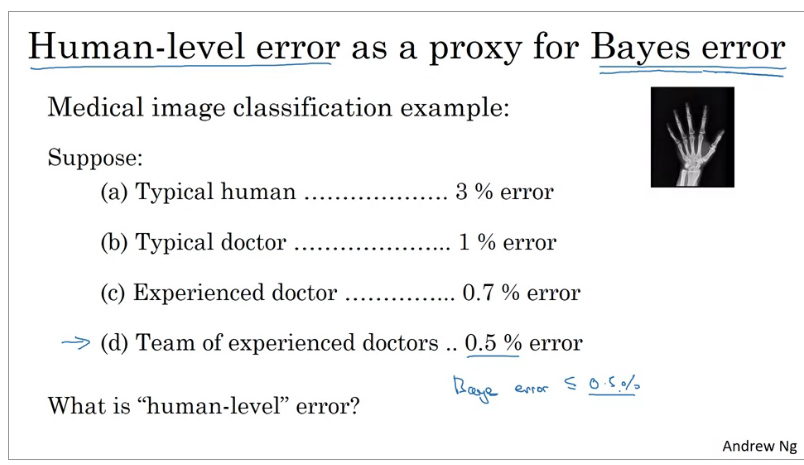 Human-level error as a proxy for Bayes error
Medical image classification example:
Suppose:
(a) Typical human ................... 3 % error
(b) Typical doctor ..................... 1 % error
(c) Experienced doctor .............. 0.7 % error
→ (d) Team of experienced doctors .. 0.5 % error
Baye error ≤ 0.5%
What is “human-level” error?
Andrew Ng